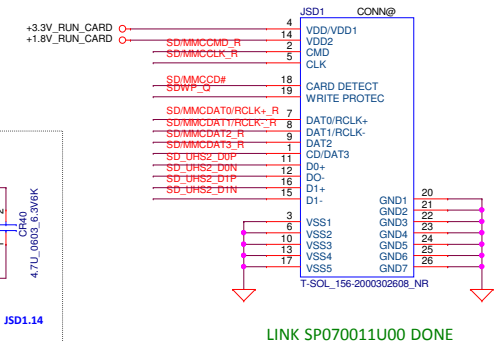 JSD1 CONN@
+3.3V_RUN_CARD 4 VDD/VDD1
+1.8V_RUN_CARD 14 VDD2
SD/MMCCMD_R 2 CMD
SD/MMCCLK_R 5 CLK
SD/MMCCD# 18 CARD DETECT
SDWP_Q 19 WRITE PROTEC
SD/MMCDAT0/RCLK+_R 7 DAT0/RCLK+
SD/MMCDAT1/RCLK-_R 8 DAT1/RCLK-
SD/MMCDAT2_R 9 DAT2
SD/MMCDAT3_R 1 CD/DAT3
SD_UHS2_D0P 11 D0+
SD_UHS2_D0N 12 DO-
SD_UHS2_D1P 16 D1+
SD_UHS2_D1N 15 D1-
GND1 20
GND2 21
3 VSS1 GND3 22
6 VSS2 GND4 23
10 VSS3 GND5 24
13 VSS4 GND6 25
17 VSS5 GND7 26
T-SOL_156-2000302608_NR
CR40
4.7U_0603_6.3V6K
JSD1.14
LINK SP070011U00 DONE